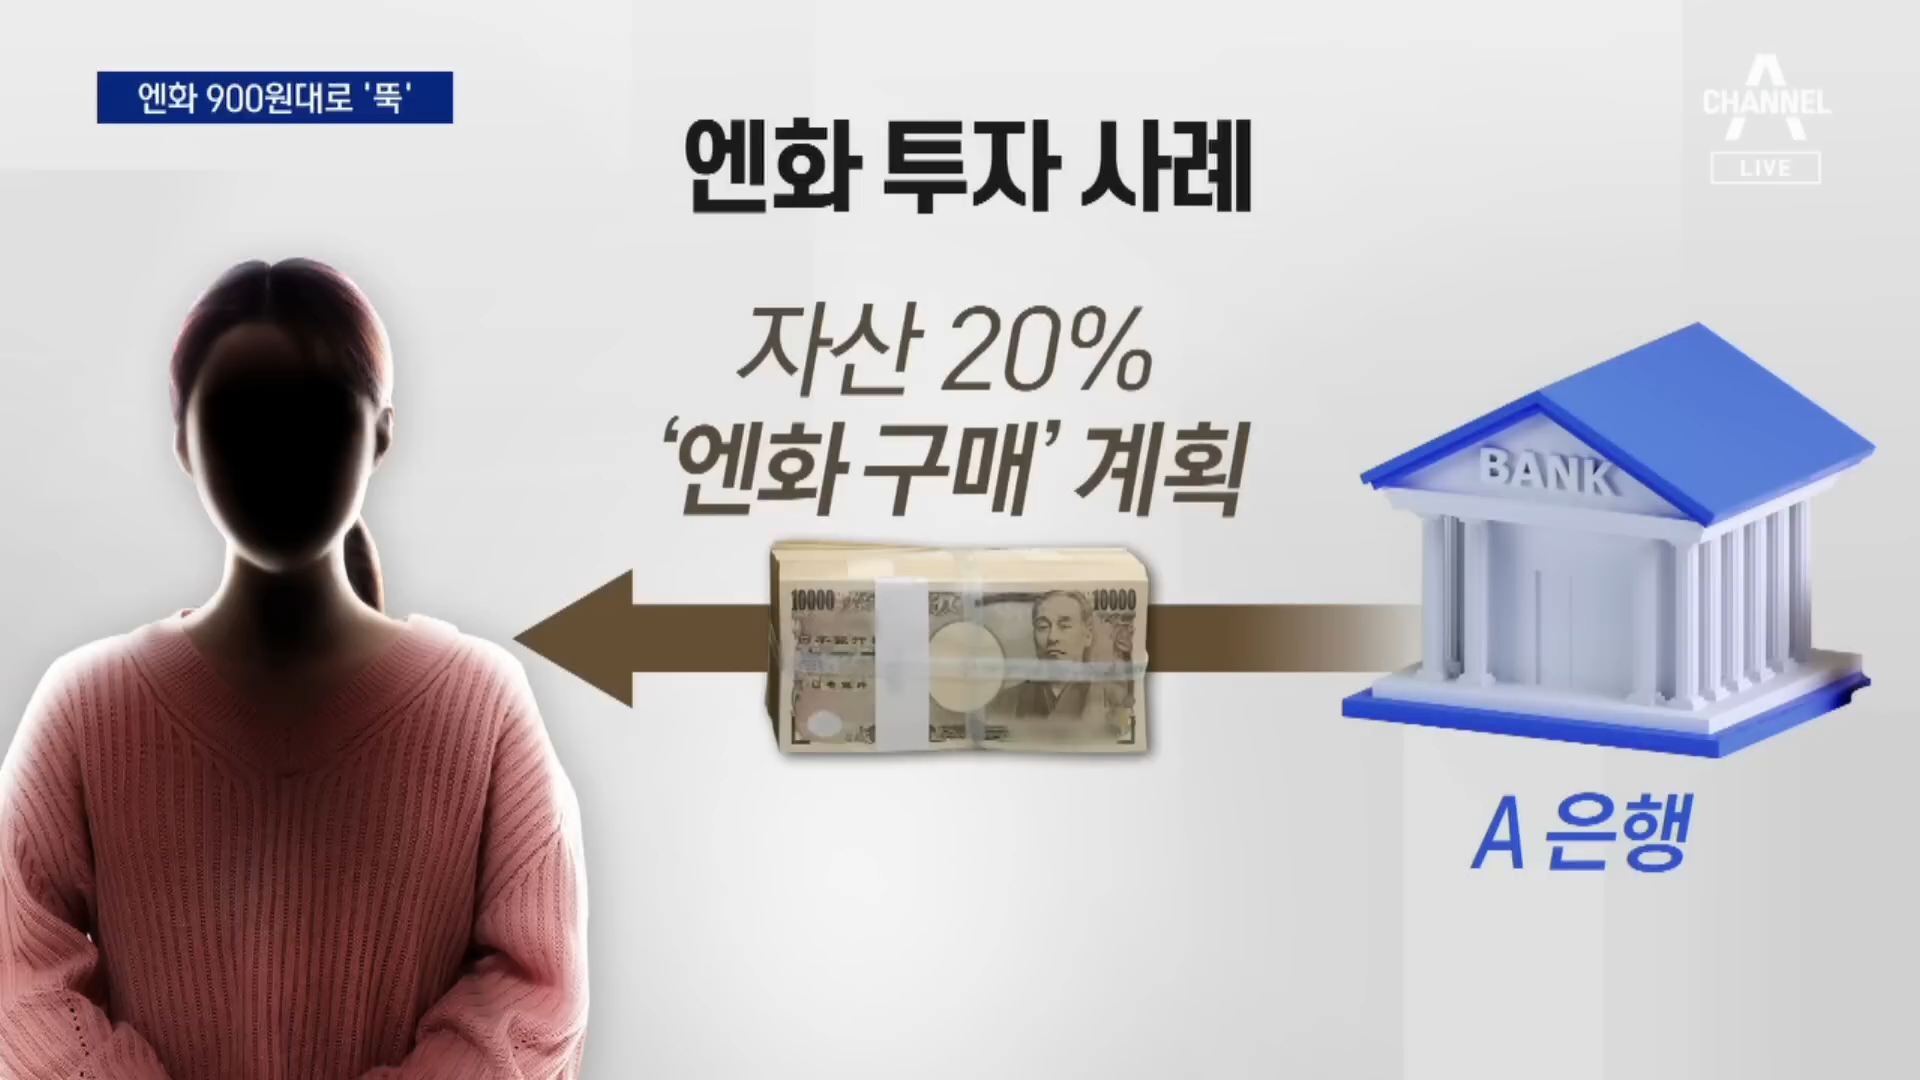 엔화 900원대로 '뚝'
CHANNEL A
LIVE
엔화 투자 사례
자산 20%
‘엔화 구매’ 계획
BANK
10000
10000
A 은행